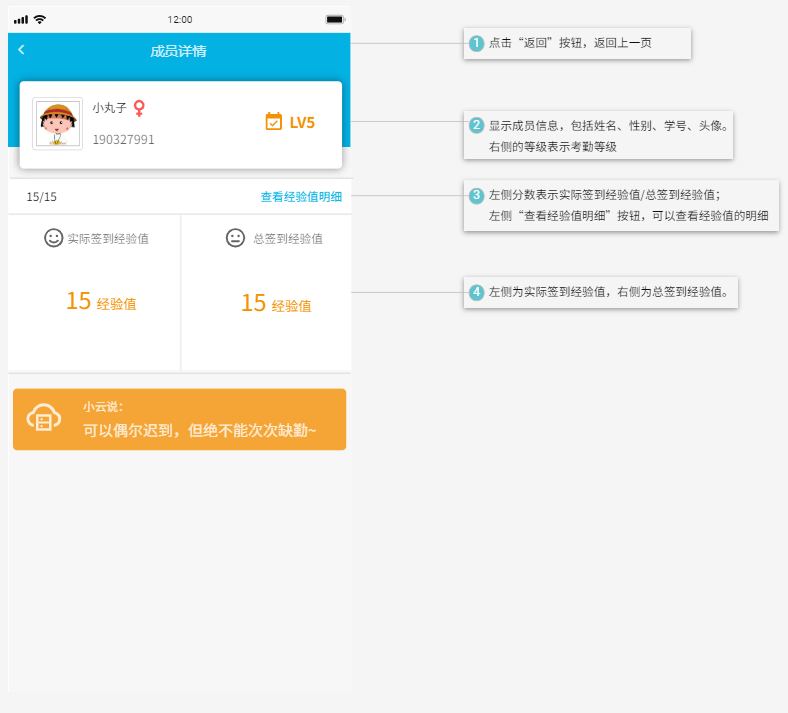 12:00
成员详情
小丸子
190327991
LV5
15/15
查看经验值明细
实际签到经验值
总签到经验值
15 经验值
15 经验值
小云说：
可以偶尔迟到，但绝不能次次缺勤~
1 点击“返回”按钮，返回上一页
2 显示成员信息，包括姓名、性别、学号、头像。
右侧的等级表示考勤等级
3 左侧分数表示实际签到经验值/总签到经验值；
左侧“查看经验值明细”按钮，可以查看经验值的明细
4 左侧为实际签到经验值，右侧为总签到经验值。